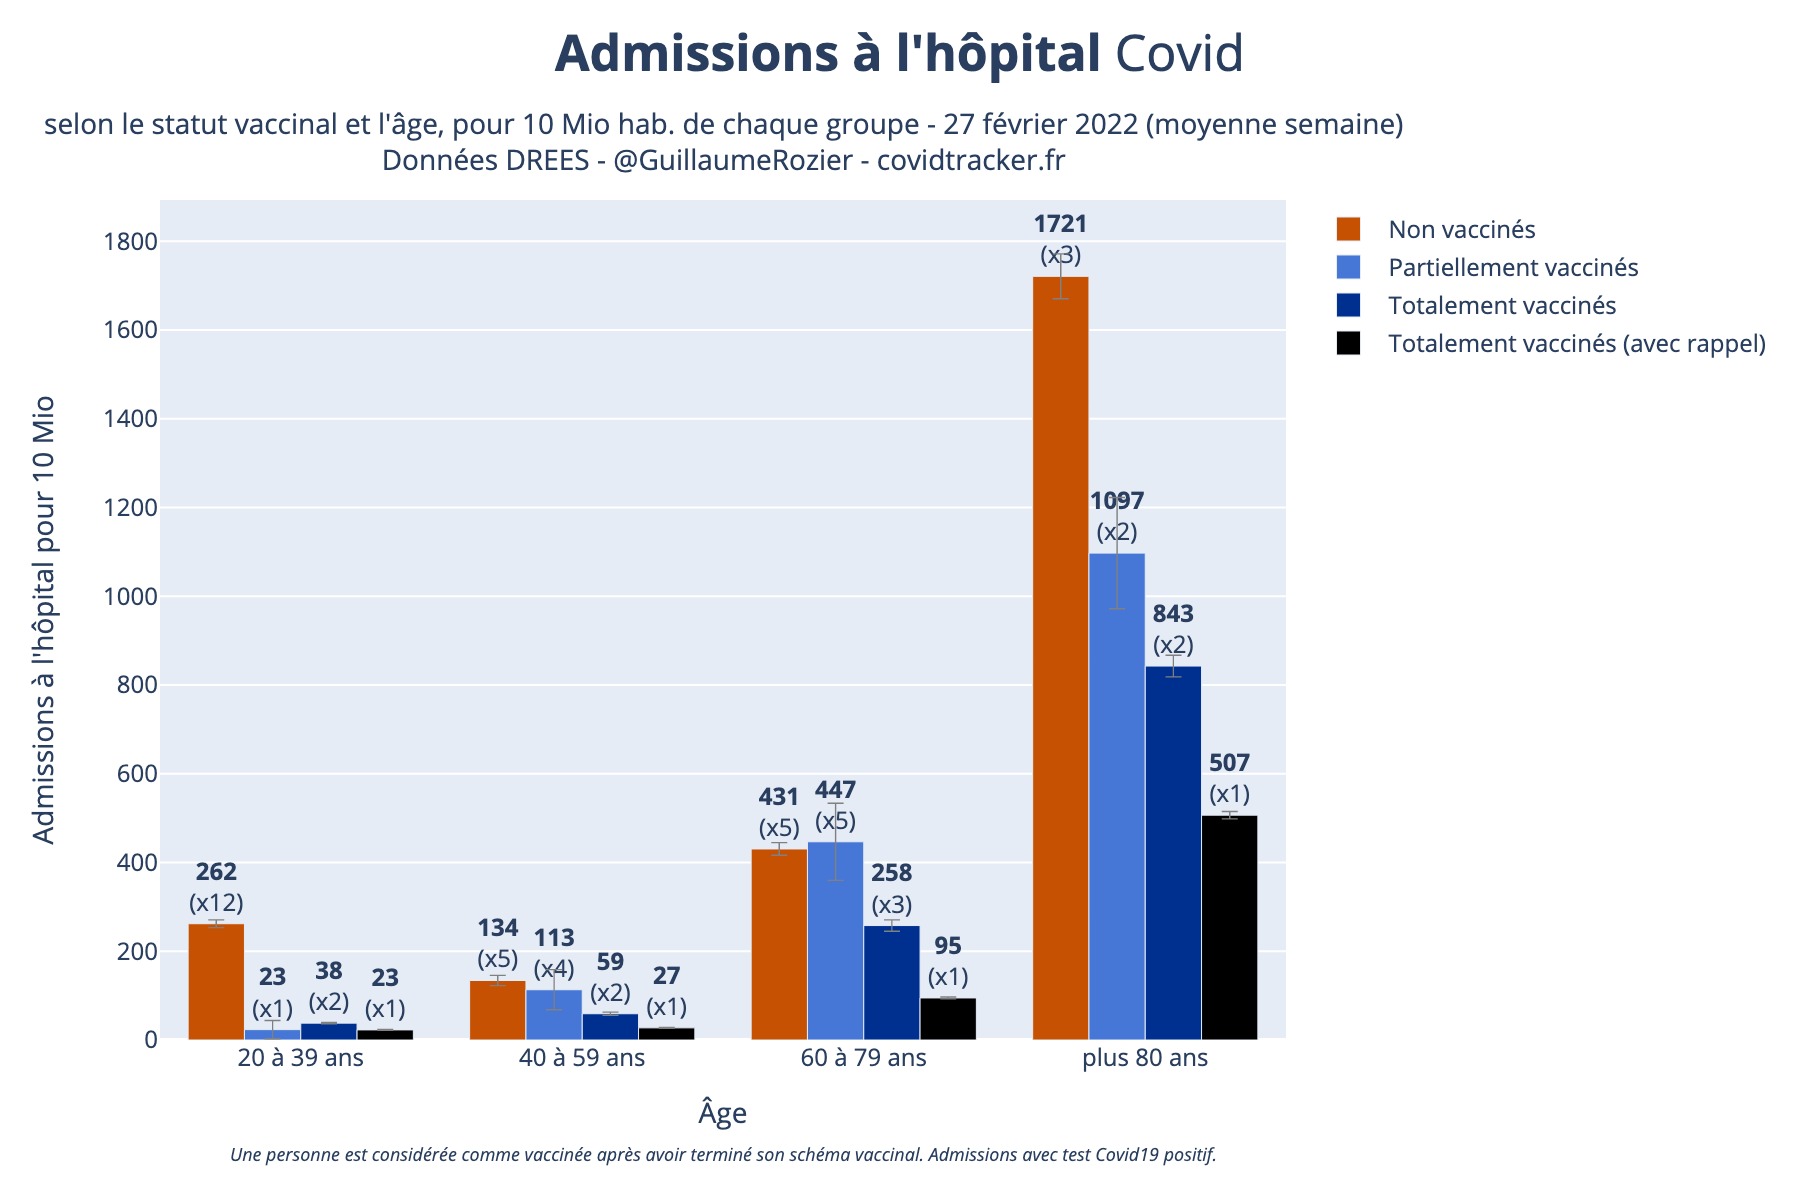 Admissions à l'hôpital Covid
selon le statut vaccinal et l'âge, pour 10 Mio hab. de chaque groupe - 27 février 2022 (moyenne semaine)
Données DREES - @GuillaumeRozier - covidtracker.fr
Non vaccinés
Partiellement vaccinés
Totalement vaccinés
Totalement vaccinés (avec rappel)
Admissions à l'hôpital pour 10 Mio
1800
1600
1400
1200
1000
800
600
400
200
0
262
(x12)
23
(x1)
38
(x2)
23
(x1)
134
(x5)
113
(x4)
59
(x2)
27
(x1)
431
(x5)
447
(x5)
258
(x3)
95
(x1)
1721
(x3)
1097
(x2)
843
(x2)
507
(x1)
20 à 39 ans
40 à 59 ans
60 à 79 ans
plus 80 ans
Âge
Une personne est considérée comme vaccinée après avoir terminé son schéma vaccinal. Admissions avec test Covid19 positif.